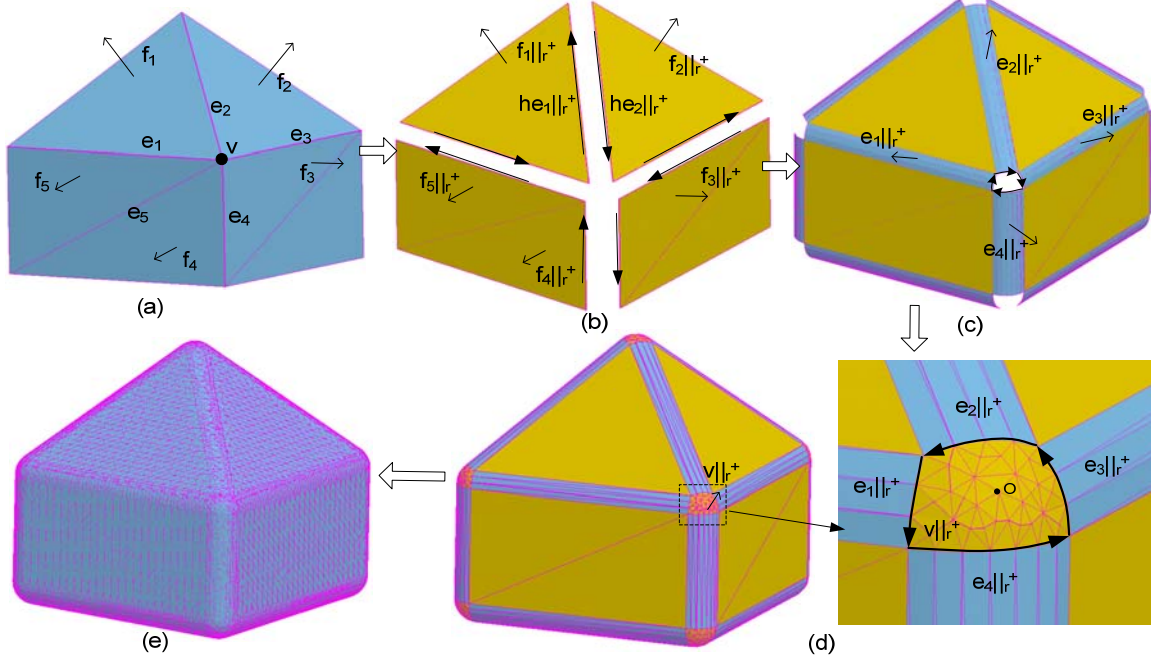 f₁
f₂
e₂
e₁
v
e₃
f₃
f₅
e₅
e₄
f₄
(a)
f₁||ᵣ⁺
f₂||ᵣ⁺
he₁||ᵣ⁺
he₂||ᵣ⁺
f₅||ᵣ⁺
f₃||ᵣ⁺
f₄||ᵣ⁺
(b)
e₂||ᵣ⁺
e₁||ᵣ⁺
e₃||ᵣ⁺
e₄||ᵣ⁺
(c)
e₂||ᵣ⁺
e₃||ᵣ⁺
e₁||ᵣ⁺
o
v||ᵣ⁺
e₄||ᵣ⁺
v||ᵣ⁺
(d)
(e)